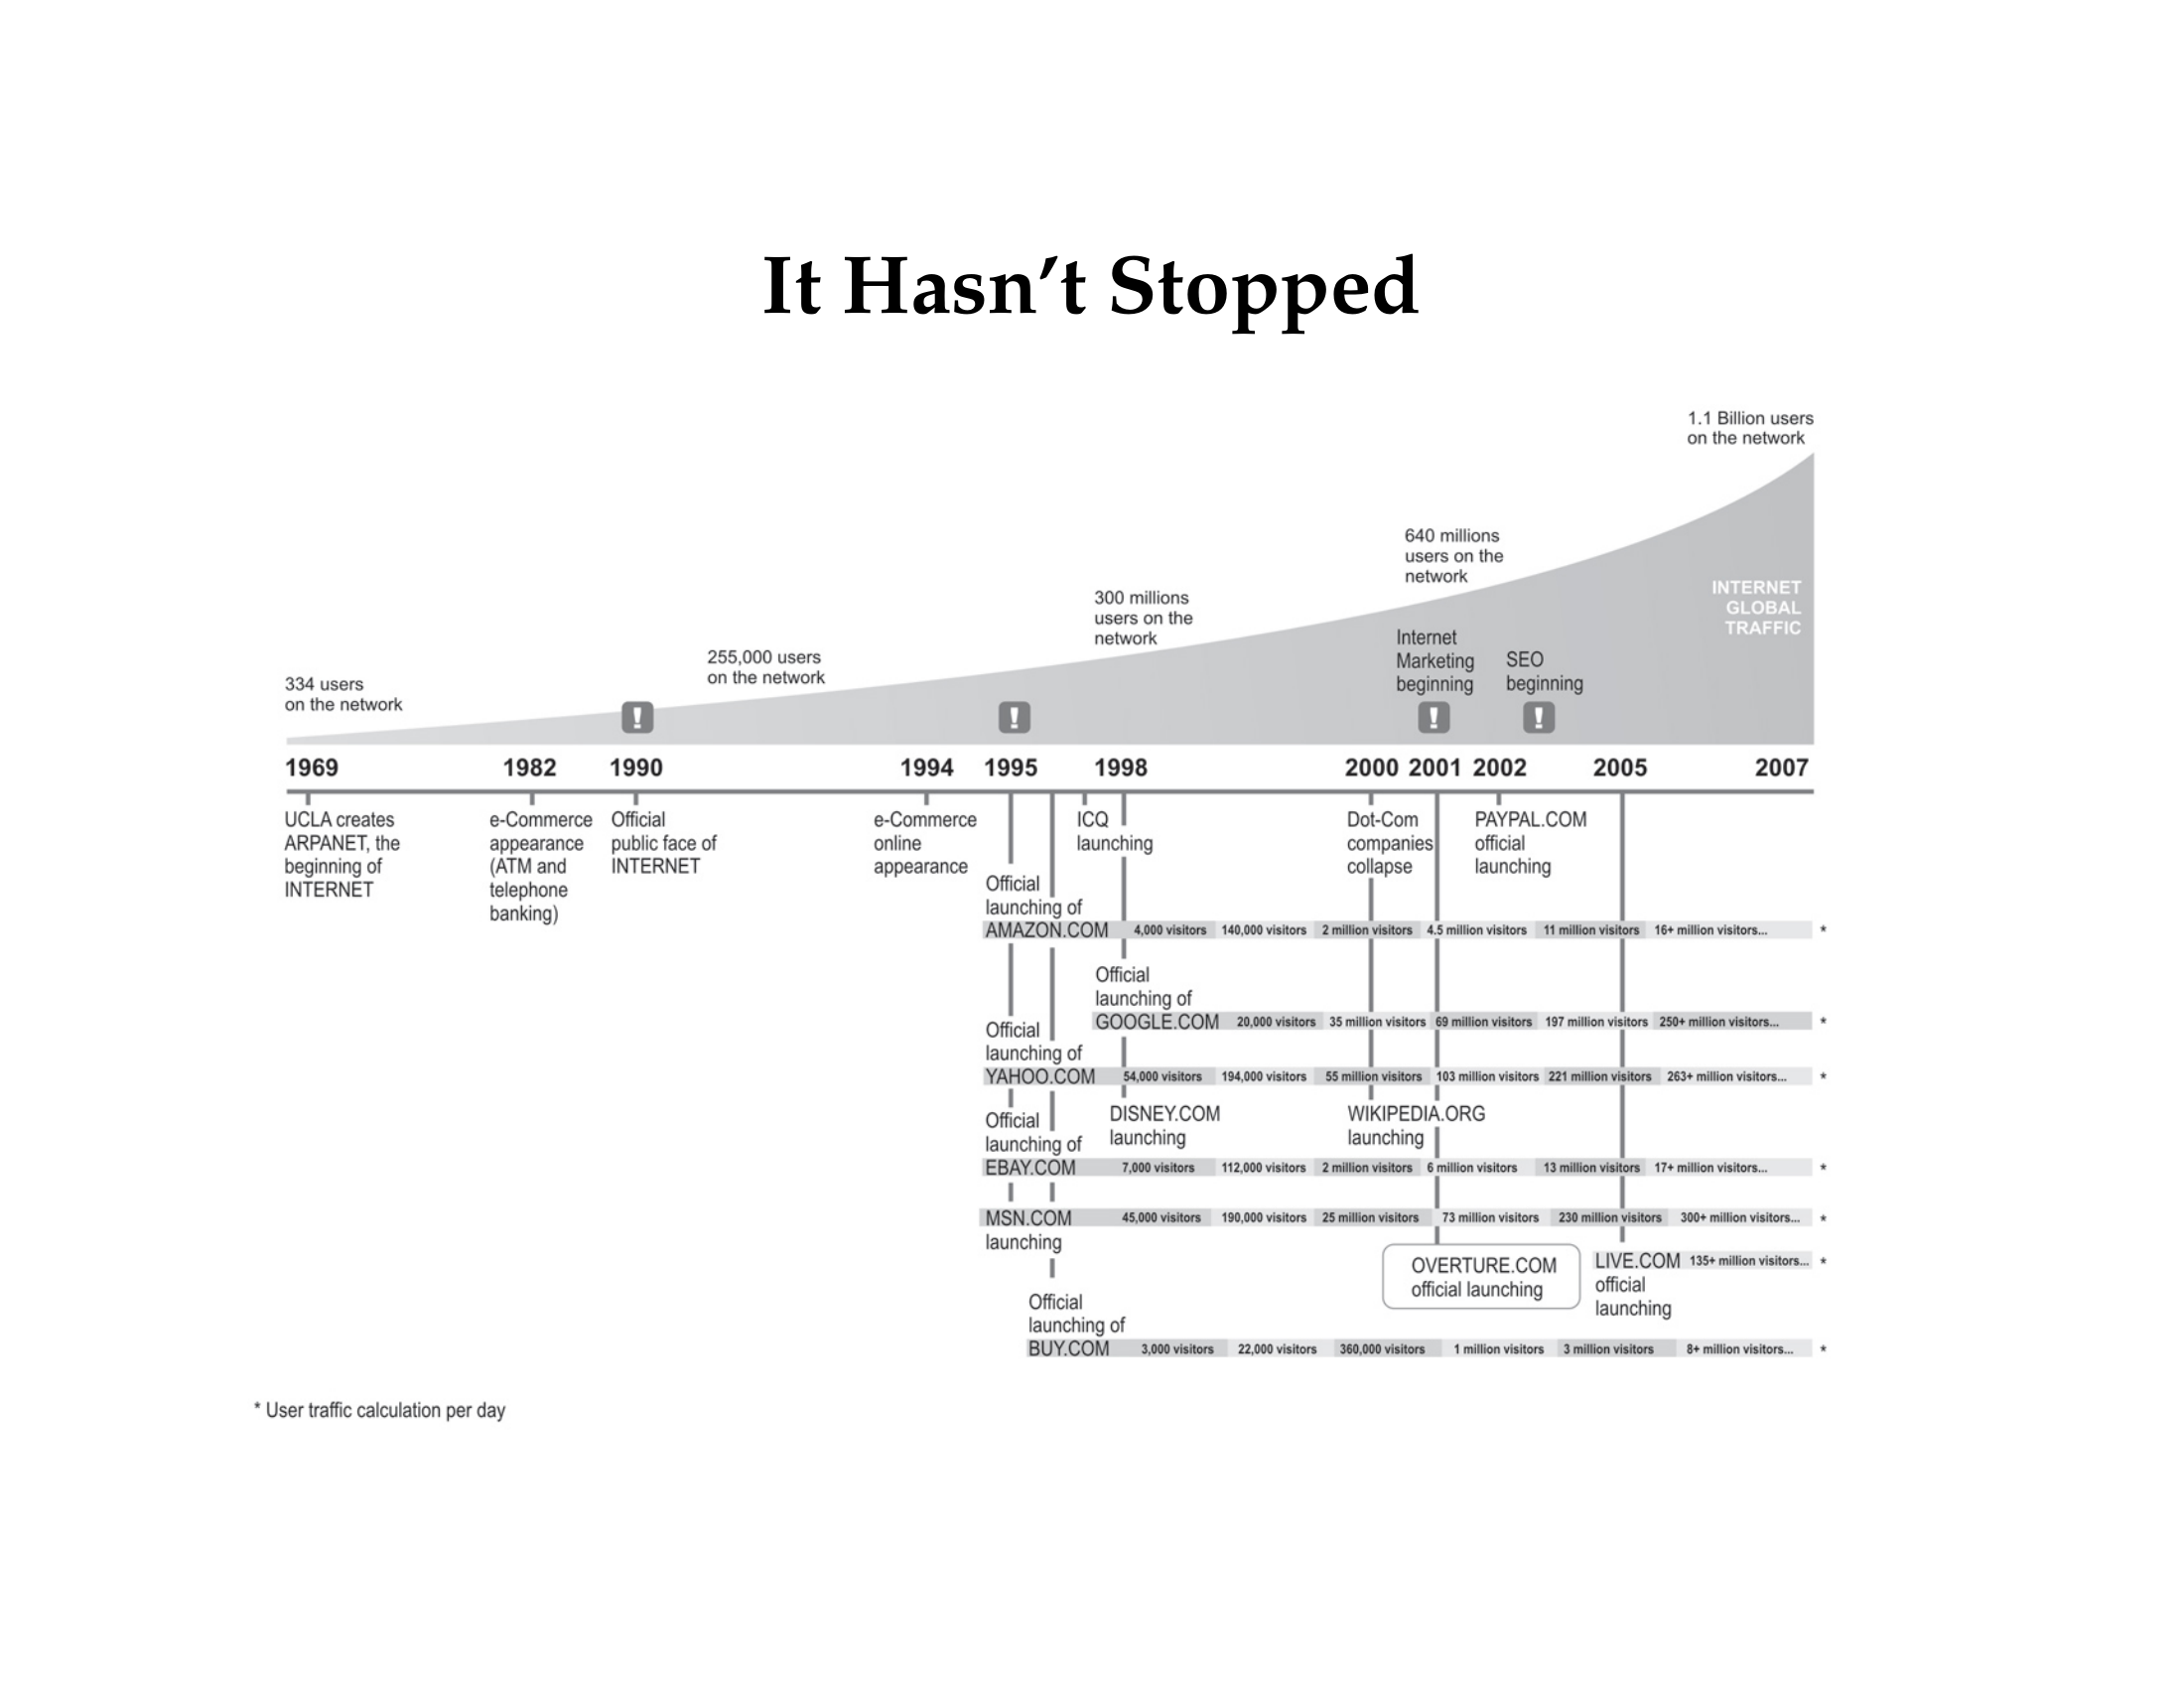 It Hasn’t Stopped
1.1 Billion users
on the network
640 millions
users on the
network
300 millions
users on the
network
255,000 users
on the network
334 users
on the network
INTERNET
GLOBAL
TRAFFIC
Internet
Marketing
beginning
SEO
beginning
! ! ! !
1969 1982 1990 1994 1995 1998 2000 2001 2002 2005 2007
UCLA creates
ARPANET, the
beginning of
INTERNET
e-Commerce
appearance
(ATM and
telephone
banking)
Official
public face of
INTERNET
e-Commerce
online
appearance
ICQ
launching
Dot-Com
companies
collapse
PAYPAL.COM
official
launching
Official
launching of
AMAZON.COM 4,000 visitors 140,000 visitors 2 million visitors 4.5 million visitors 11 million visitors 16+ million visitors... *
Official
launching of
GOOGLE.COM 20,000 visitors 35 million visitors 69 million visitors 197 million visitors 250+ million visitors... *
Official
launching of
YAHOO.COM 54,000 visitors 194,000 visitors 55 million visitors 103 million visitors 221 million visitors 263+ million visitors... *
DISNEY.COM
launching
WIKIPEDIA.ORG
launching
Official
launching of
EBAY.COM 7,000 visitors 112,000 visitors 2 million visitors 6 million visitors 13 million visitors 17+ million visitors... *
MSN.COM 45,000 visitors 190,000 visitors 25 million visitors 73 million visitors 230 million visitors 300+ million visitors... *
launching
OVERTURE.COM
official launching
LIVE.COM 135+ million visitors... *
official
launching
Official
launching of
BUY.COM 3,000 visitors 22,000 visitors 360,000 visitors 1 million visitors 3 million visitors 8+ million visitors... *
* User traffic calculation per day